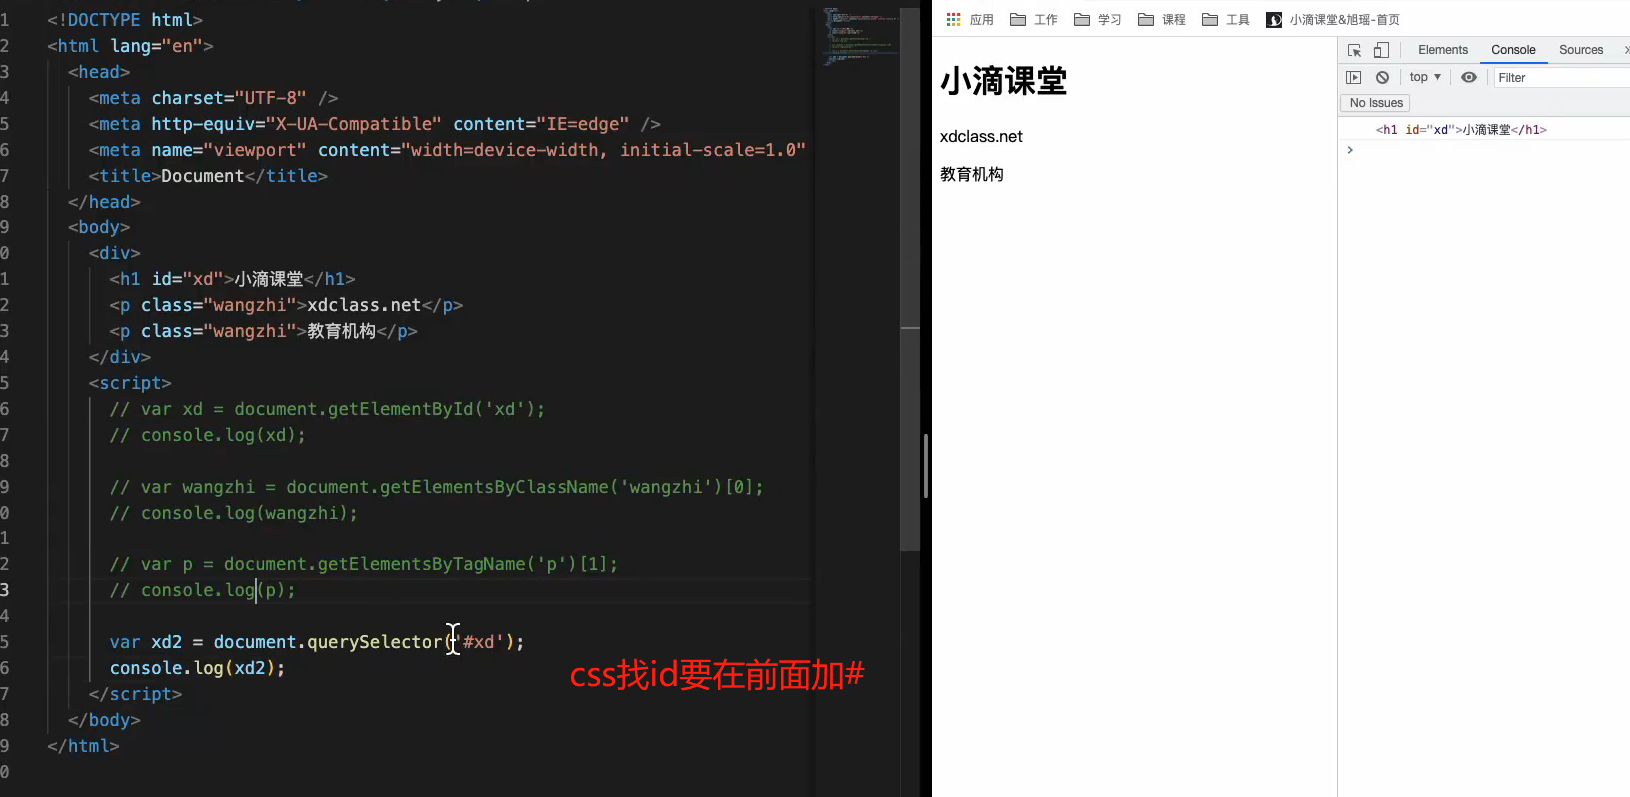 1 <!DOCTYPE html>
2 <html lang="en">
3 <head>
4 <meta charset="UTF-8" />
5 <meta http-equiv="X-UA-Compatible" content="IE=edge" />
6 <meta name="viewport" content="width=device-width, initial-scale=1.0"
7 <title>Document</title>
8 </head>
9 <body>
0 <div>
1 <h1 id="xd">小滴课堂</h1>
2 <p class="wangzhi">xdclass.net</p>
3 <p class="wangzhi">教育机构</p>
4 </div>
5 <script>
6 // var xd = document.getElementById('xd');
7 // console.log(xd);
8
9 // var wangzhi = document.getElementsByClassName('wangzhi')[0];
0 // console.log(wangzhi);
1
2 // var p = document.getElementsByTagName('p')[1];
3 // console.log(p);
4
5 var xd2 = document.querySelector('#xd');
6 console.log(xd2);
7 </script>
8 </body>
9 </html>
0
css找id要在前面加#
应用 工作 学习 课程 工具 小滴课堂&旭瑶-首页
小滴课堂
xdclass.net
教育机构
Elements Console Sources »
top ▼ Filter
No Issues
<h1 id="xd">小滴课堂</h1>
›